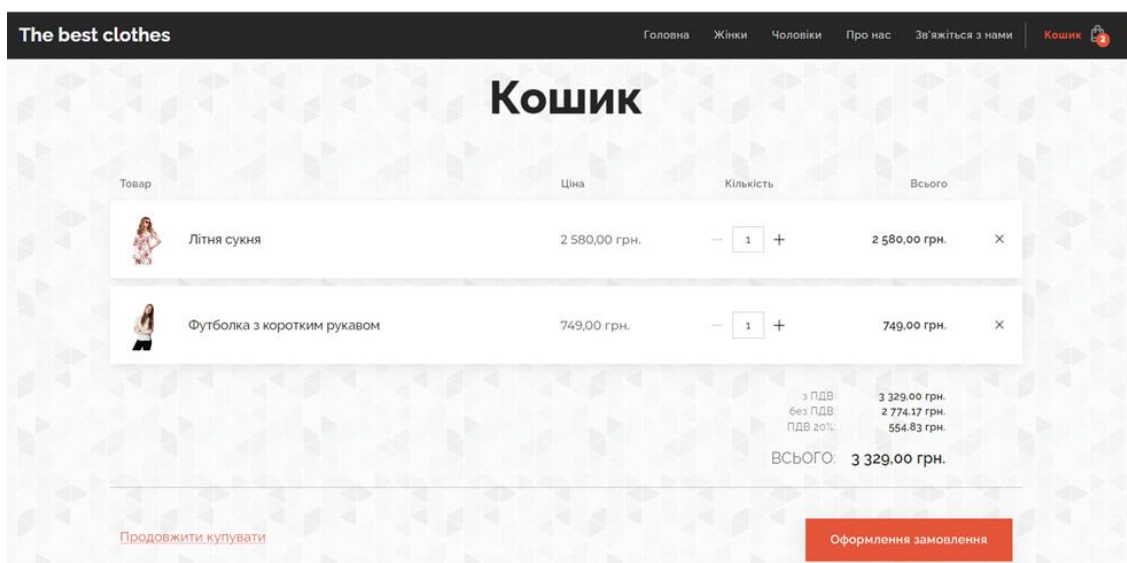 The best clothes
Головна Жінки Чоловіки Про нас Зв'яжіться з нами Кошик 2
Кошик
Товар Ціна Кількість Всього
Літня сукня 2 580,00 грн. — 1 + 2 580,00 грн. ×
Футболка з коротким рукавом 749,00 грн. — 1 + 749,00 грн. ×
з ПДВ: 3 329,00 грн.
без ПДВ: 2 774,17 грн.
ПДВ 20%: 554,83 грн.
ВСЬОГО: 3 329,00 грн.
Продовжити купувати Оформлення замовлення